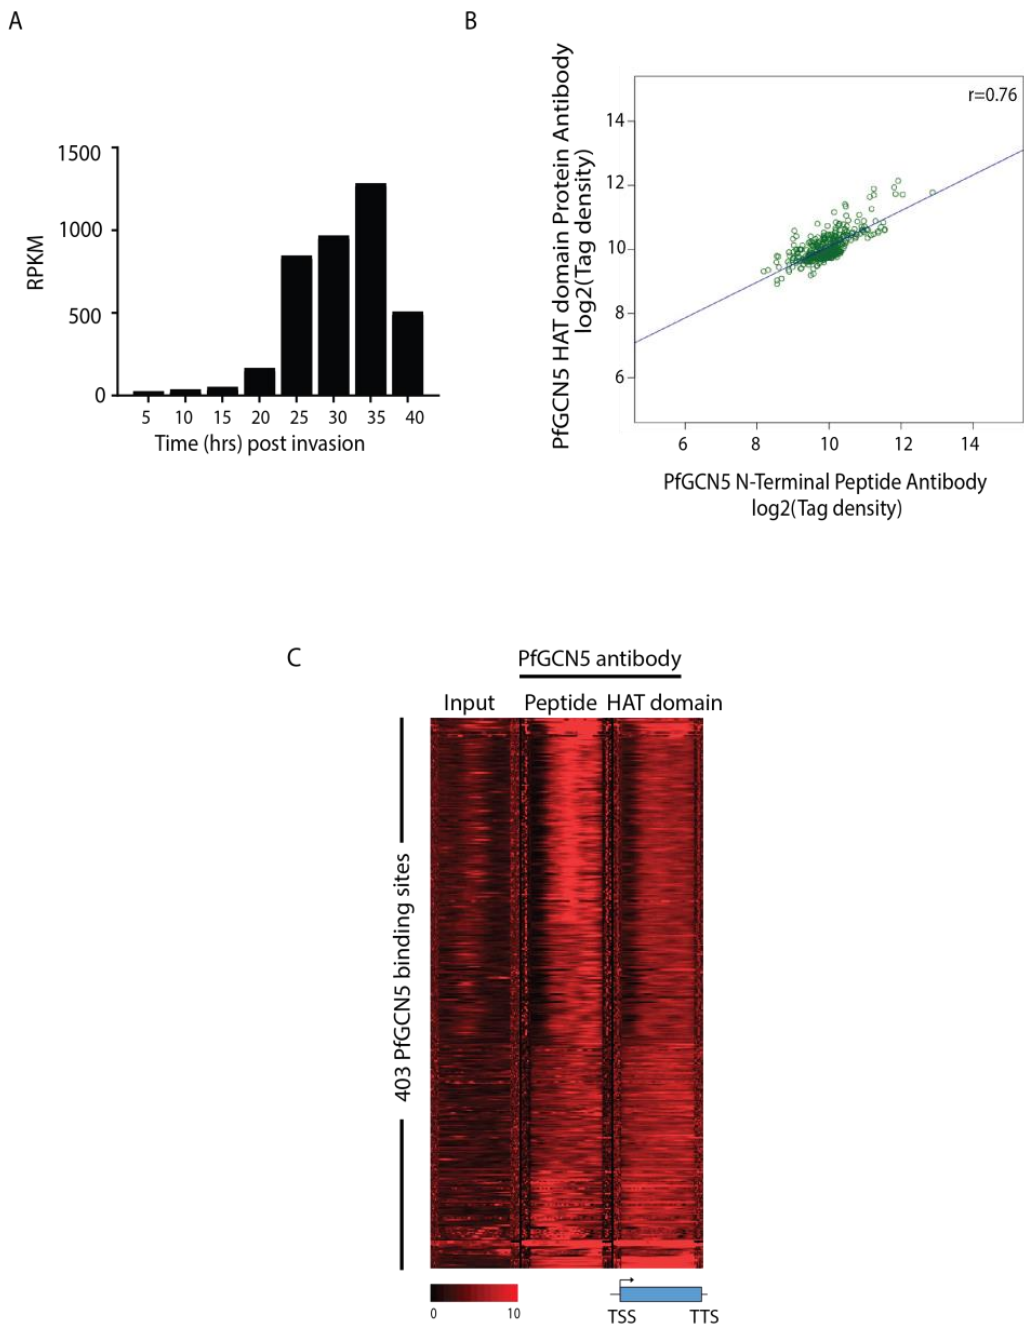 A
1500
1000
500
0
RPKM
5 10 15 20 25 30 35 40
Time (hrs) post invasion
B
PfGCN5 HAT domain Protein Antibody
log2(Tag density)
r=0.76
14
12
10
8
6
6 8 10 12 14
PfGCN5 N-Terminal Peptide Antibody
log2(Tag density)
C
PfGCN5 antibody
Input Peptide HAT domain
403 PfGCN5 binding sites
0 10
TSS TTS